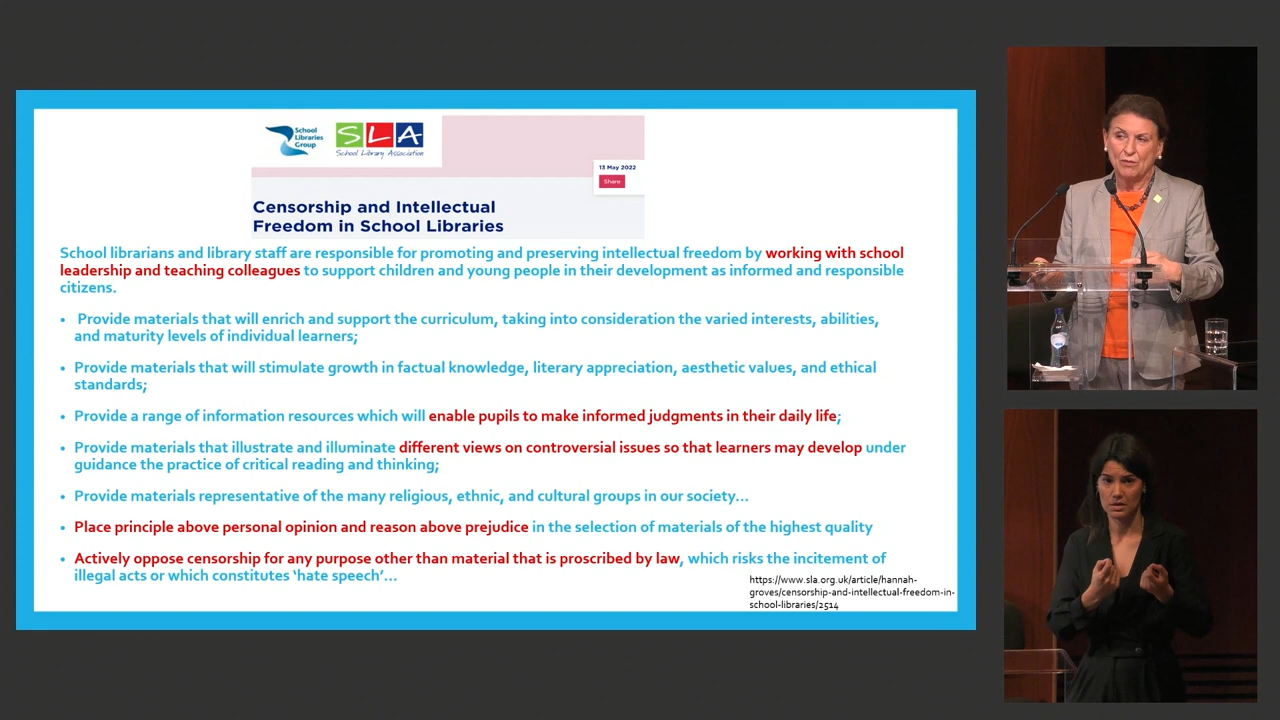 School
Libraries
Group
SLA
School Library Association
13 May 2022
Share
Censorship and Intellectual
Freedom in School Libraries
School librarians and library staff are responsible for promoting and preserving intellectual freedom by working with school
leadership and teaching colleagues to support children and young people in their development as informed and responsible
citizens.
• Provide materials that will enrich and support the curriculum, taking into consideration the varied interests, abilities,
and maturity levels of individual learners;
• Provide materials that will stimulate growth in factual knowledge, literary appreciation, aesthetic values, and ethical
standards;
• Provide a range of information resources which will enable pupils to make informed judgments in their daily life;
• Provide materials that illustrate and illuminate different views on controversial issues so that learners may develop under
guidance the practice of critical reading and thinking;
• Provide materials representative of the many religious, ethnic, and cultural groups in our society...
• Place principle above personal opinion and reason above prejudice in the selection of materials of the highest quality
• Actively oppose censorship for any purpose other than material that is proscribed by law, which risks the incitement of
illegal acts or which constitutes ‘hate speech’...
https://www.sla.org.uk/article/hannah-
groves/censorship-and-intellectual-freedom-in-
school-libraries/2514